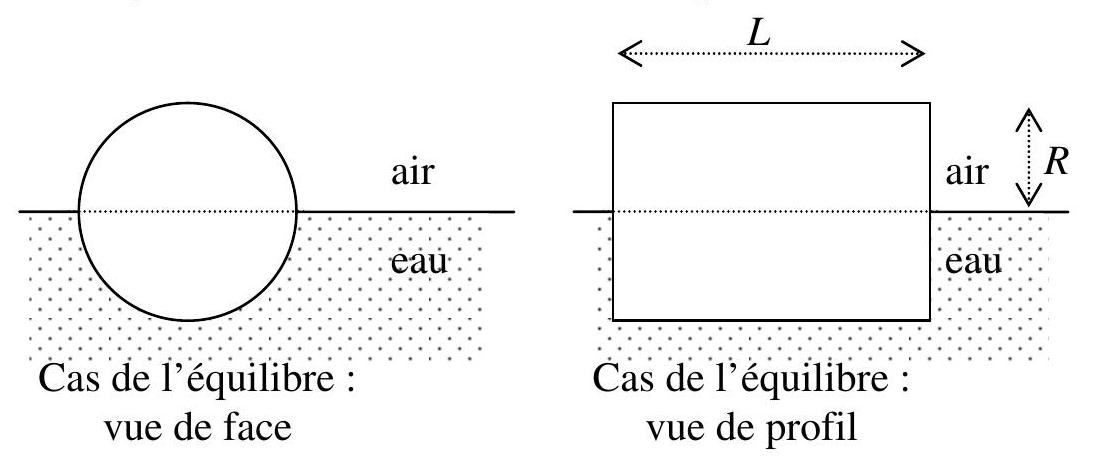 L
air
eau
air
R
eau
Cas de l’équilibre :
vue de face
Cas de l’équilibre :
vue de profil